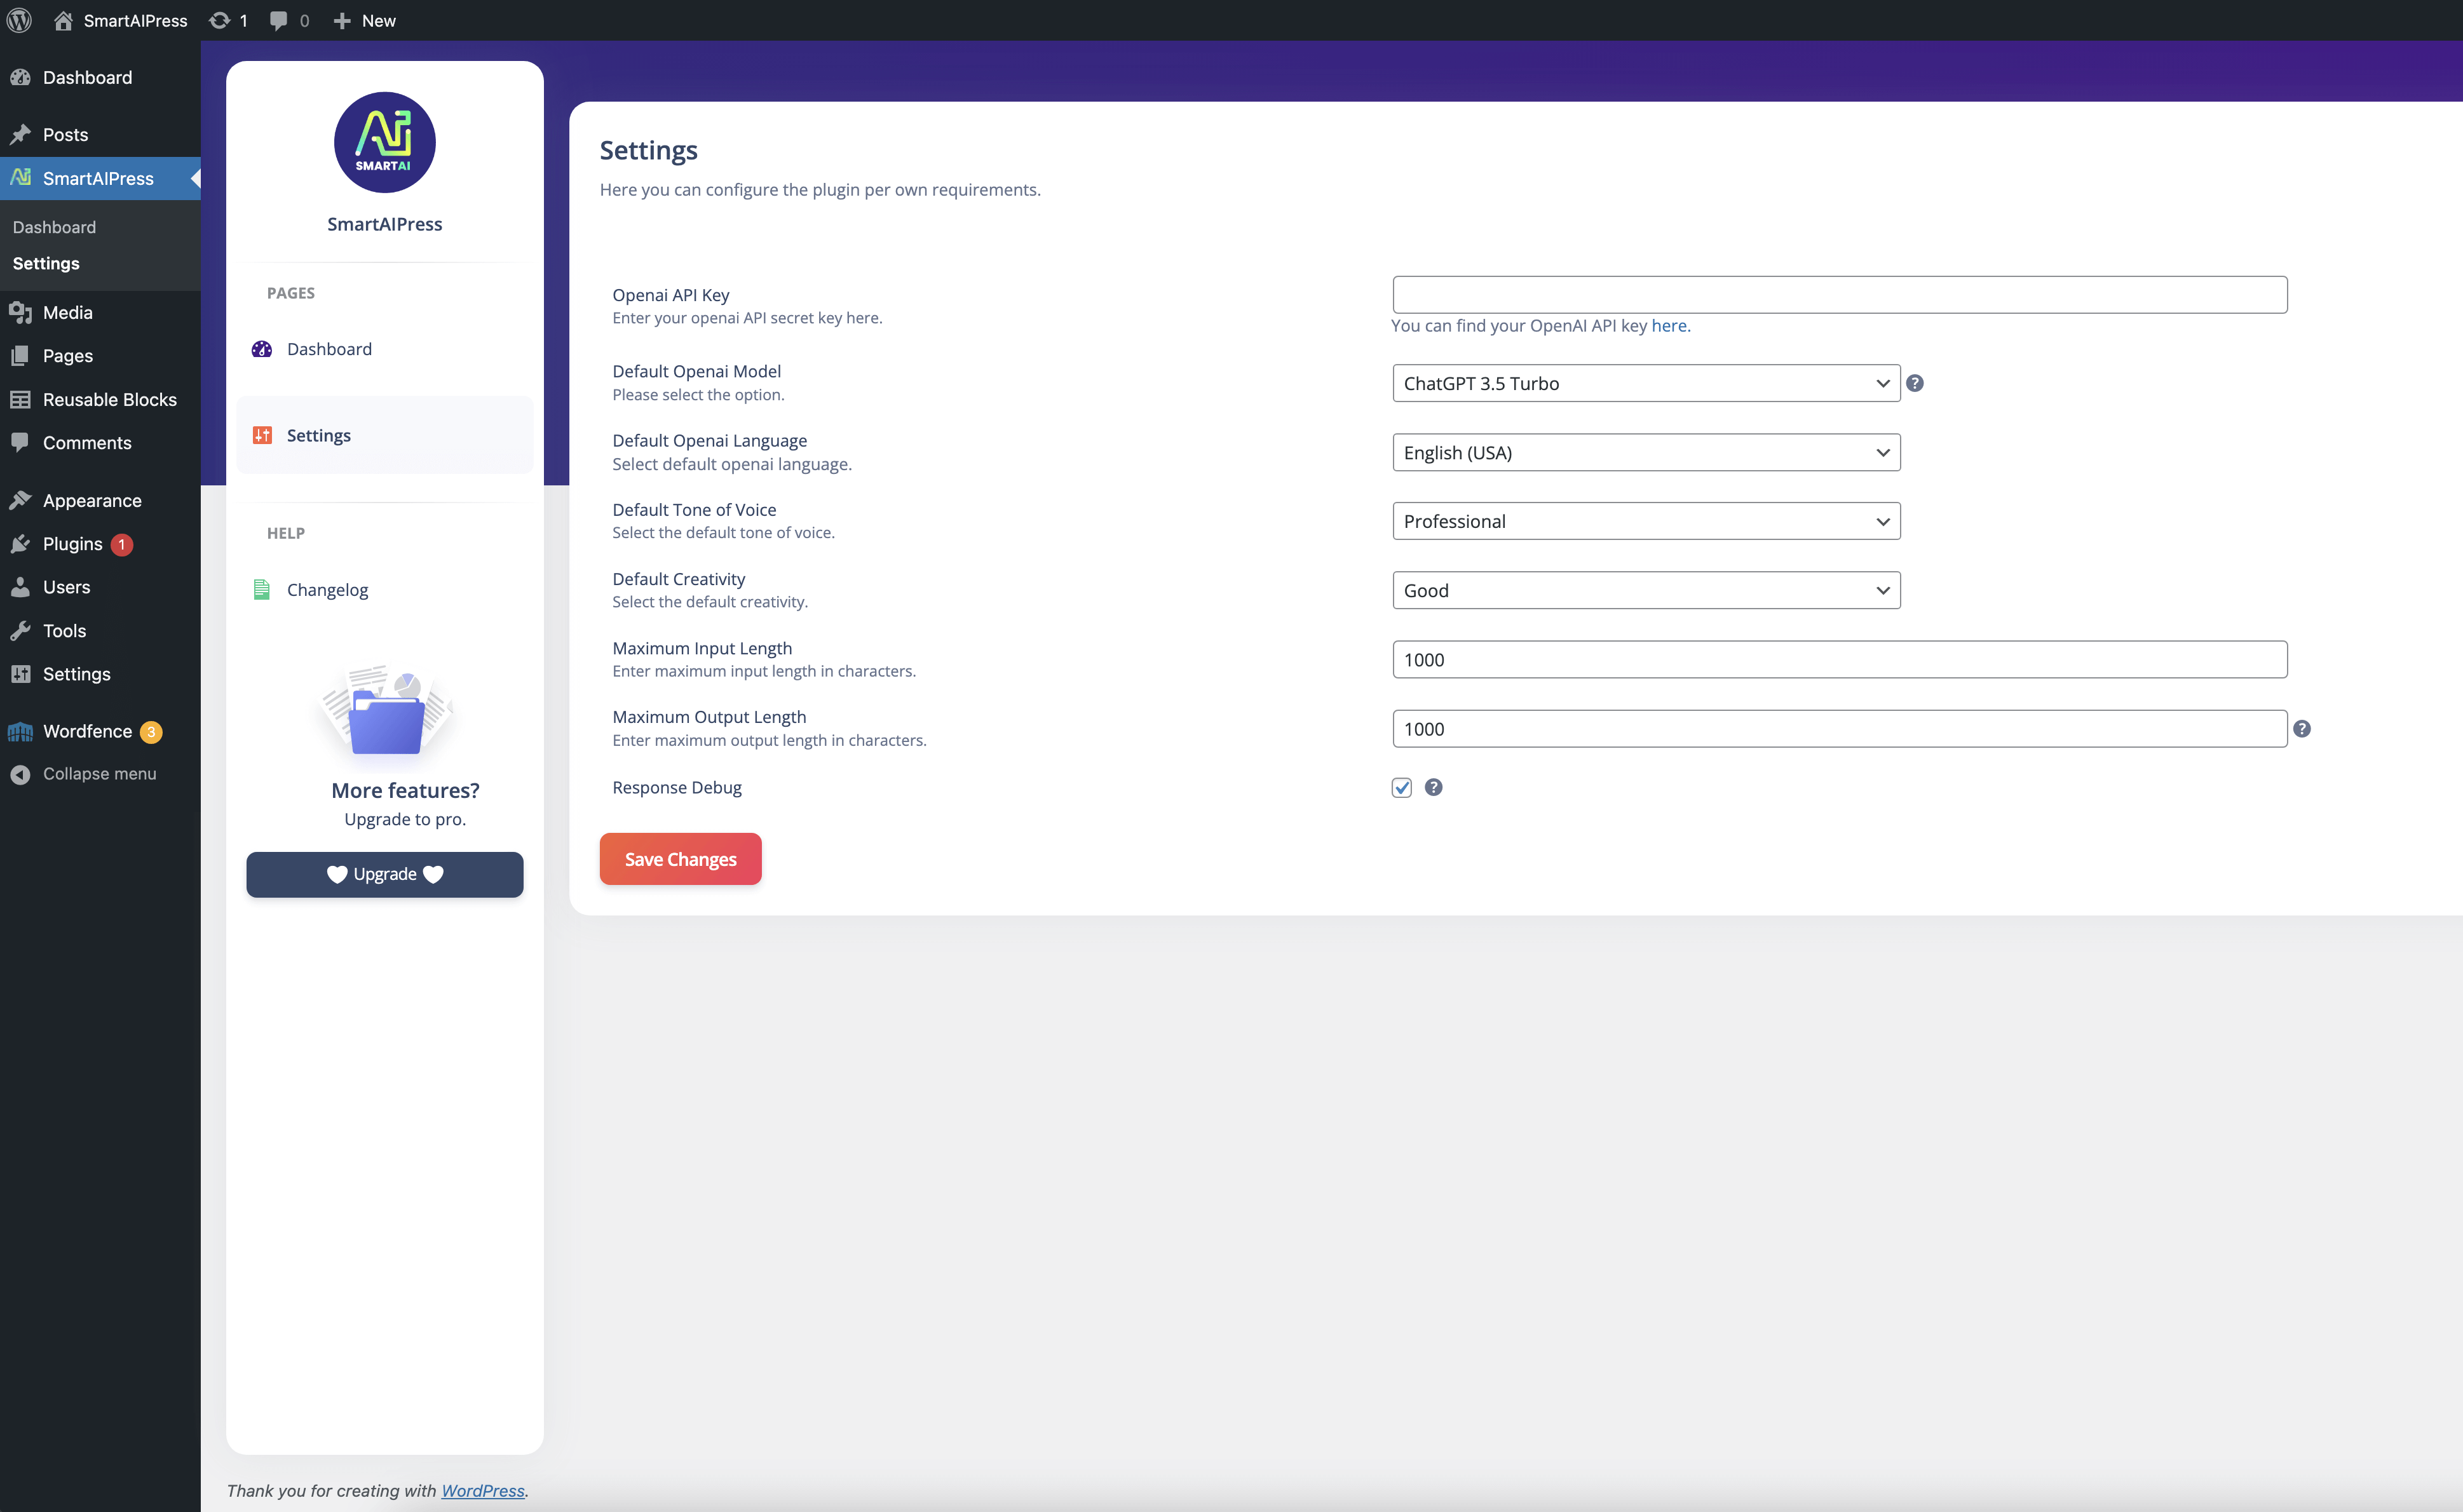 SmartAIPress 1 0 New
Dashboard
Posts
SmartAIPress
Dashboard
Settings
Media
Pages
Reusable Blocks
Comments
Appearance
Plugins 1
Users
Tools
Settings
Wordfence 3
Collapse menu
SMARTAI
SmartAIPress
PAGES
Dashboard
Settings
HELP
Changelog
More features?
Upgrade to pro.
Upgrade
Settings
Here you can configure the plugin per own requirements.
Openai API Key
Enter your openai API secret key here.
You can find your OpenAI API key here.
Default Openai Model
Please select the option.
ChatGPT 3.5 Turbo
Default Openai Language
Select default openai language.
English (USA)
Default Tone of Voice
Select the default tone of voice.
Professional
Default Creativity
Select the default creativity.
Good
Maximum Input Length
Enter maximum input length in characters.
1000
Maximum Output Length
Enter maximum output length in characters.
1000
Response Debug
Save Changes
Thank you for creating with WordPress.